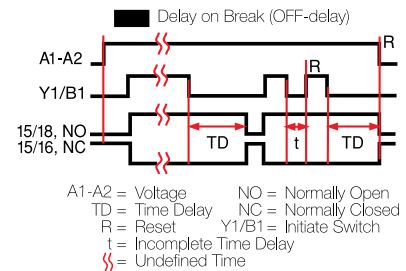 Delay on Break (OFF-delay)
R
A1-A2
R
Y1/B1
15/18, NO
15/16, NC
TD
t
TD
A1-A2 = Voltage NO = Normally Open
TD = Time Delay NC = Normally Closed
R = Reset Y1/B1 = Initiate Switch
t = Incomplete Time Delay
= Undefined Time